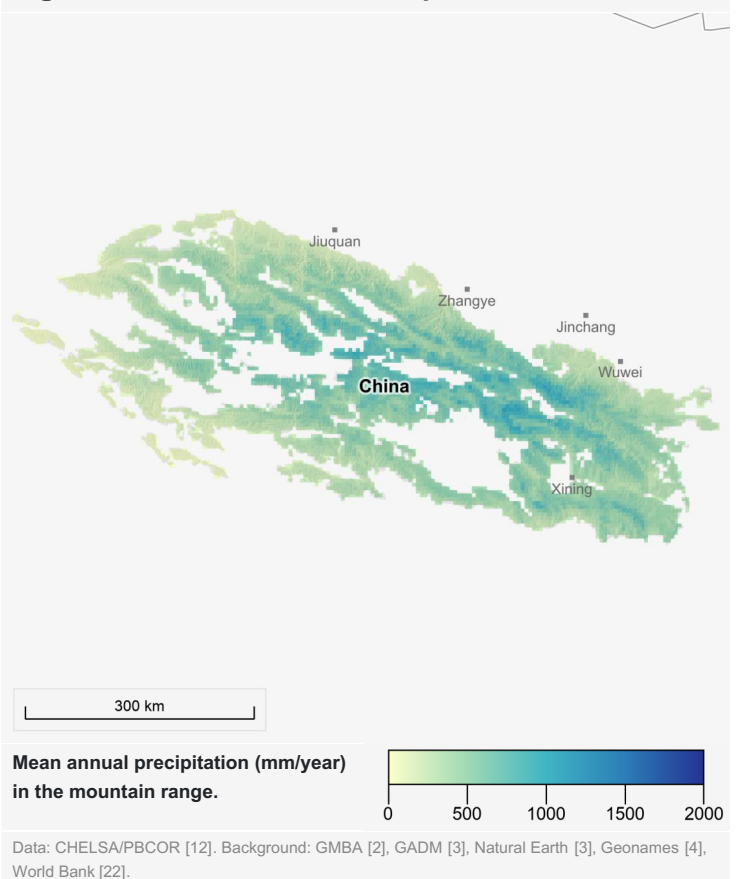 Jiuquan
Zhangye
Jinchang
Wuwei
China
Xining
300 km
Mean annual precipitation (mm/year)
in the mountain range.
0 500 1000 1500 2000
Data: CHELSA/PBCOR [12]. Background: GMBA [2], GADM [3], Natural Earth [3], Geonames [4],
World Bank [22].